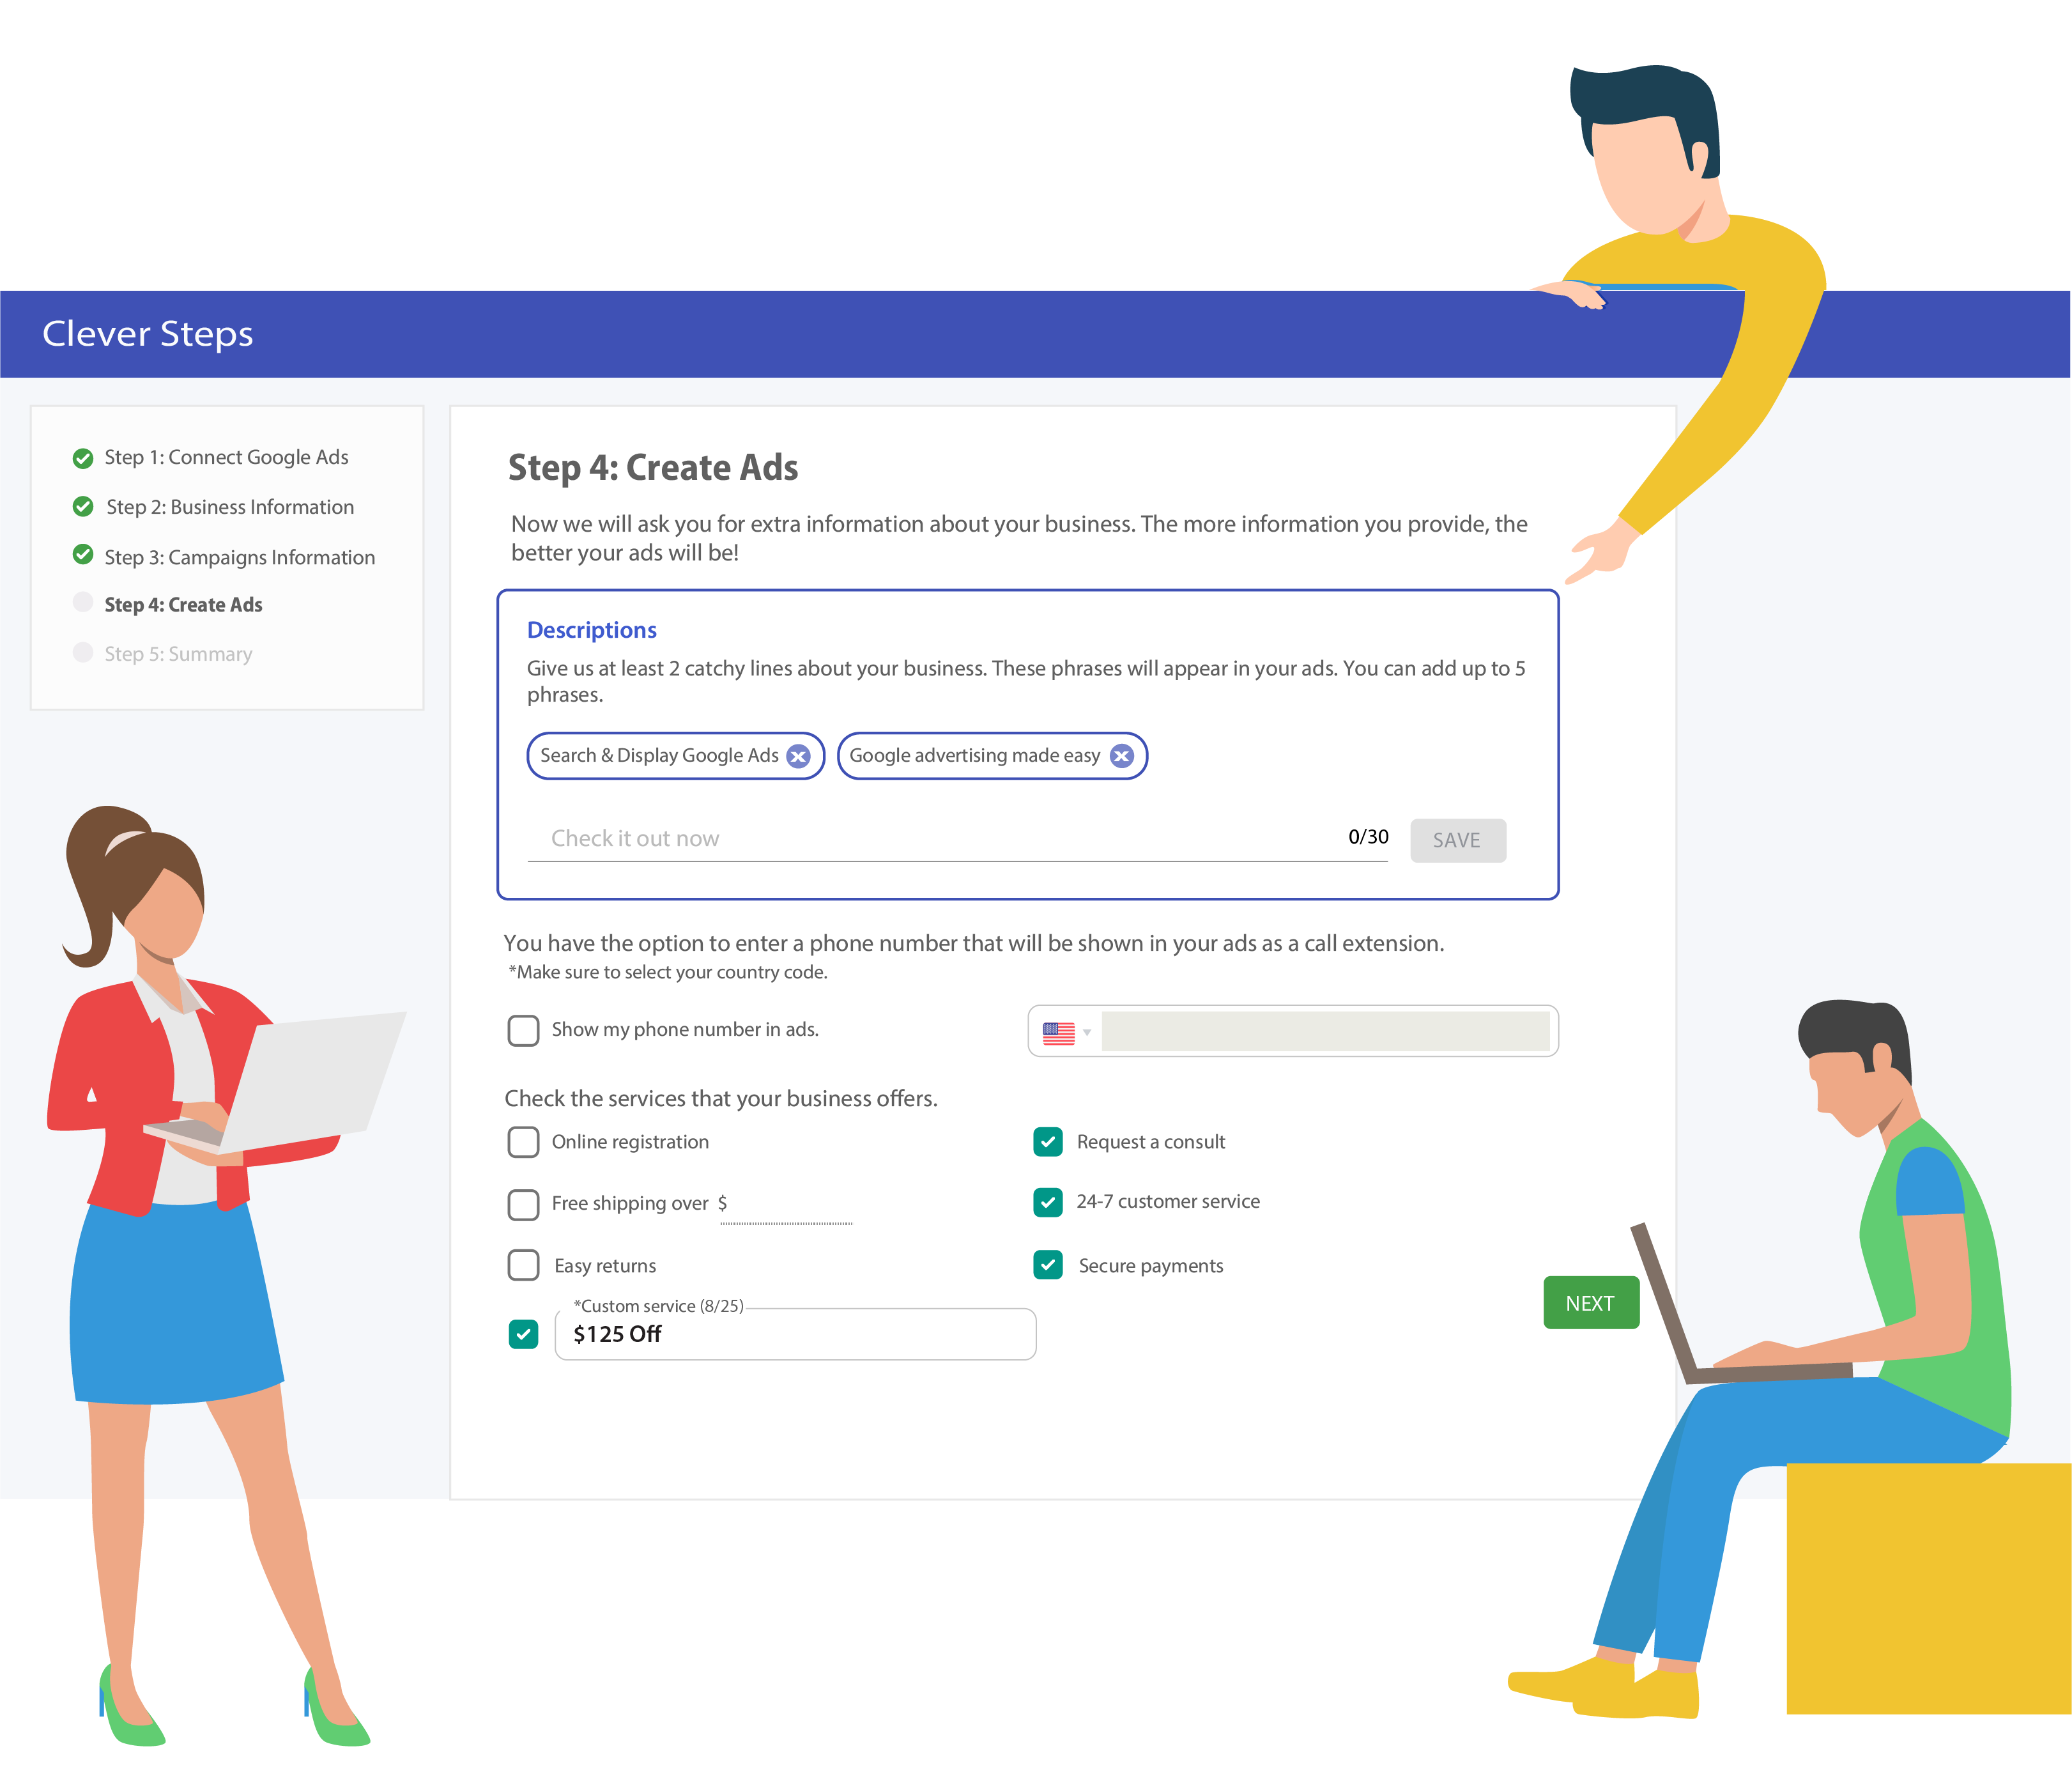 Clever Steps
Step 1: Connect Google Ads
Step 2: Business Information
Step 3: Campaigns Information
Step 4: Create Ads
Step 5: Summary
Step 4: Create Ads
Now we will ask you for extra information about your business. The more information you provide, the
better your ads will be!
Descriptions
Give us at least 2 catchy lines about your business. These phrases will appear in your ads. You can add up to 5
phrases.
Search & Display Google Ads x Google advertising made easy x
Check it out now 0/30 SAVE
You have the option to enter a phone number that will be shown in your ads as a call extension.
*Make sure to select your country code.
Show my phone number in ads.
Check the services that your business offers.
Online registration Request a consult
Free shipping over $ 24-7 customer service
Easy returns Secure payments
*Custom service (8/25)
$125 Off
NEXT